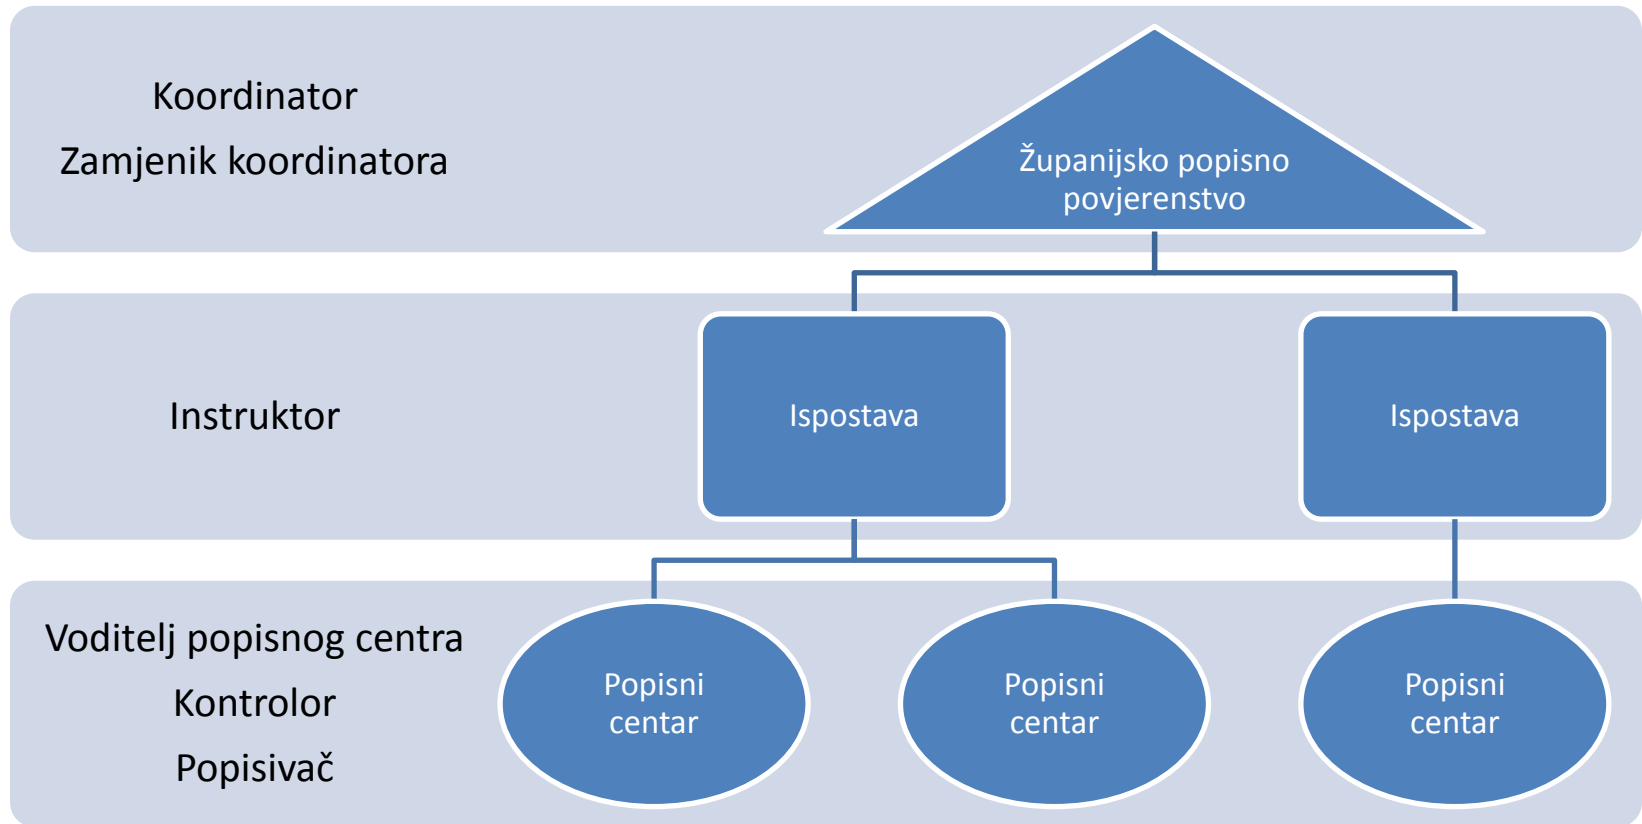 Koordinator
Zamjenik koordinatora
Županijsko popisno
povjerenstvo
Instruktor
Ispostava
Ispostava
Voditelj popisnog centra
Kontrolor
Popisivač
Popisni
centar
Popisni
centar
Popisni
centar